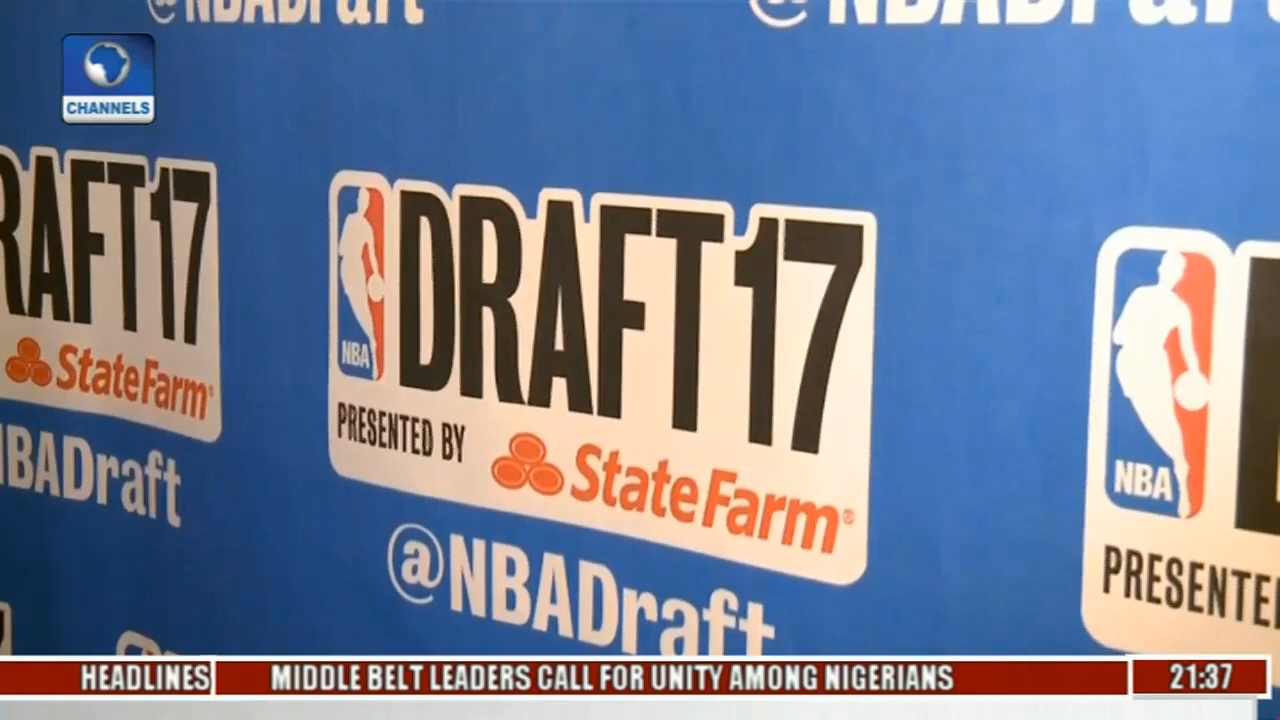 @NBADraft
@NBADraft
CHANNELS
DRAFT17
StateFarm
NBADraft
NBA
DRAFT17
PRESENTED BY
StateFarm®
@NBADraft
NBA
PRESENTE
HEADLINES
MIDDLE BELT LEADERS CALL FOR UNITY AMONG NIGERIANS
21:37